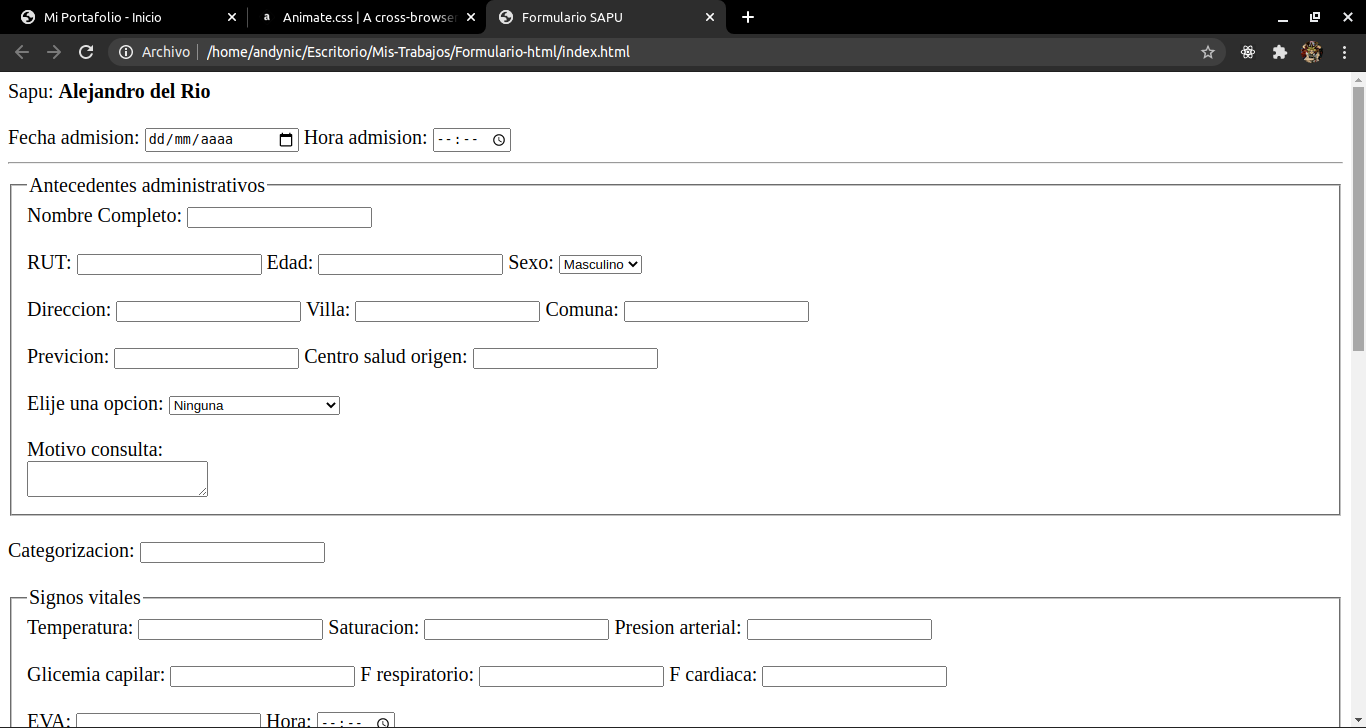 Mi Portafolio - Inicio
a Animate.css | A cross-browser
Formulario SAPU
Archivo | /home/andynic/Escritorio/Mis-Trabajos/Formulario-html/index.html
Sapu: Alejandro del Rio
Fecha admision: dd/mm/aaaa Hora admision: --:--
Antecedentes administrativos
Nombre Completo:
RUT: Edad: Sexo: Masculino
Direccion: Villa: Comuna:
Previcion: Centro salud origen:
Elije una opcion: Ninguna
Motivo consulta:
Categorizacion:
Signos vitales
Temperatura: Saturacion: Presion arterial:
Glicemia capilar: F respiratorio: F cardiaca:
EVA: Hora: --:--